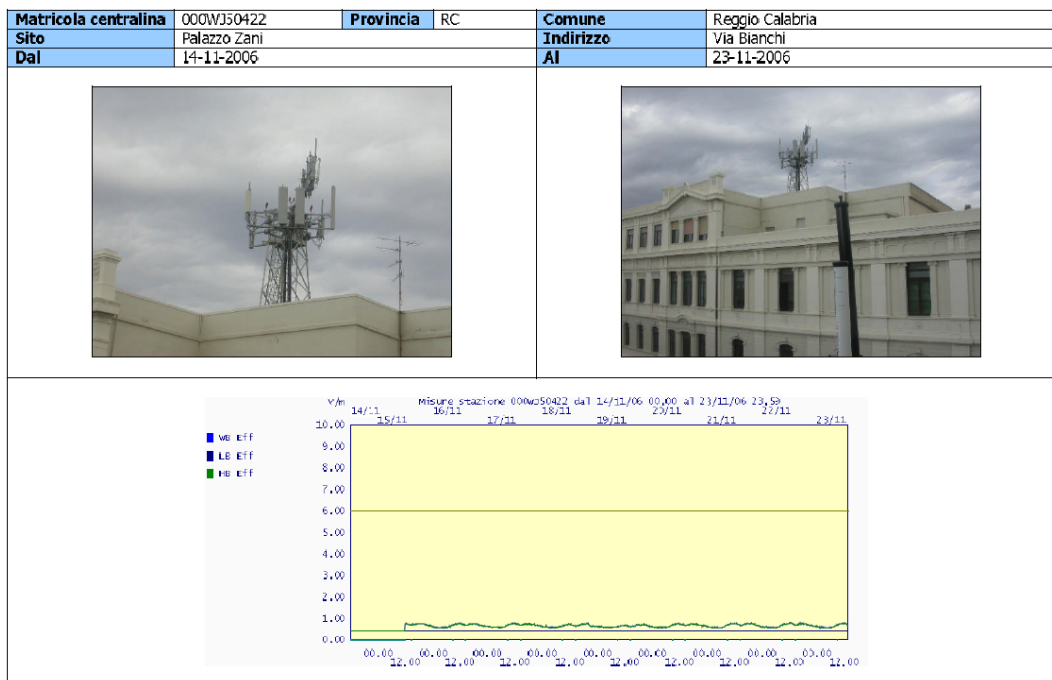 Matricola centralina 000WJ50422 Provincia RC Comune Reggio Calabria
Sito Palazzo Zani Indirizzo Via Bianchi
Dal 14-11-2006 Al 23-11-2006
V/m Misure stazione 000WJ50422 dal 14/11/06 00,00 al 23/11/06 23,59
14/11 16/11 18/11 20/11 22/11
15/11 17/11 19/11 21/11 23/11
10.00
WB Eff
9.00
LB Eff
8.00
HB Eff
7.00
6.00
5.00
4.00
3.00
2.00
1.00
0.00
00.00 00.00 00.00 00.00 00.00 00.00 00.00 00.00 00.00
12.00 12.00 12.00 12.00 12.00 12.00 12.00 12.00 12.00